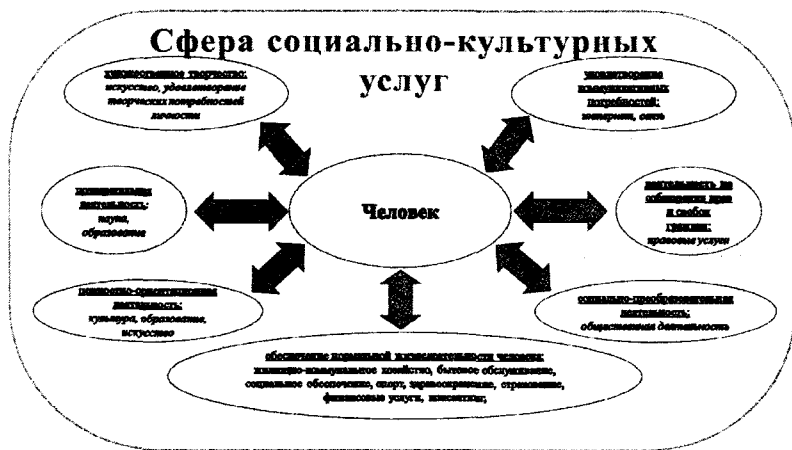 Сфера социально-культурных
услуг
художественное творчество:
искусство, удовлетворение
творческих потребностей
личности
удовлетворение
коммуникативных
потребностей:
интернет, связь
познавательная
деятельность:
наука,
образование
Человек
деятельность по
соблюдению прав
и свобод
граждан:
правовые услуги
ценностно-ориентационная
деятельность:
культура, образование,
искусство
социально-преобразовательная
деятельность:
общественная деятельность
обеспечение нормальной жизнедеятельности человека:
жилищно-коммунальное хозяйство, бытовое обслуживание,
социальное обеспечение, спорт, здравоохранение, страхование,
финансовые услуги, консалтинг,